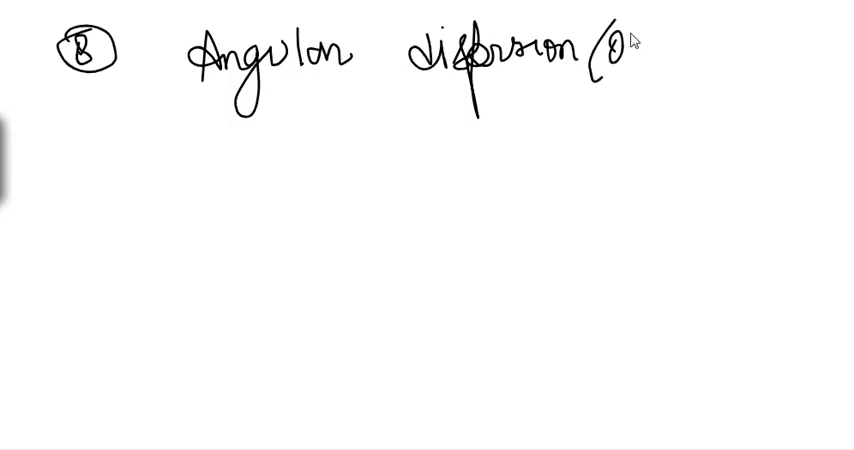 ⑧ Angular dispersion (θ